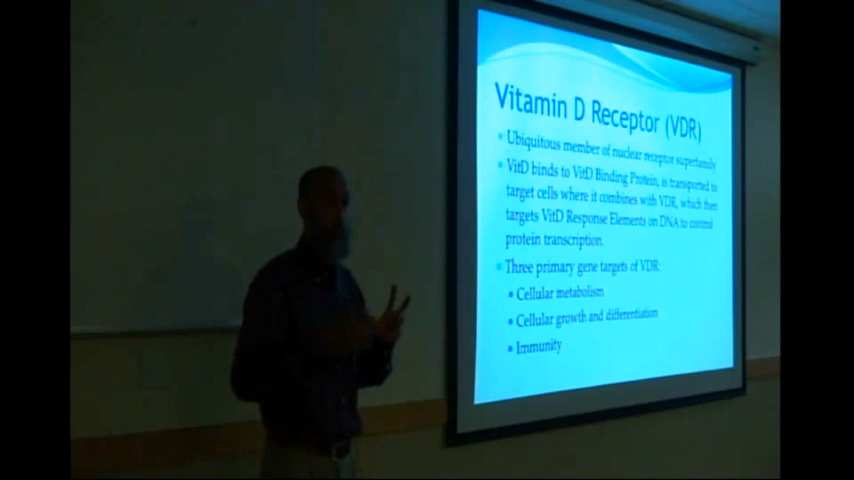 Vitamin D Receptor (VDR)
Ubiquitous member of nuclear receptor superfamily
VitD binds to VitD Binding Protein, is transported to
target cells where it combines with VDR, which then
targets VitD Response Elements on DNA to control
protein transcription.
Three primary gene targets of VDR:
Cellular metabolism
Cellular growth and differentiation
Immunity